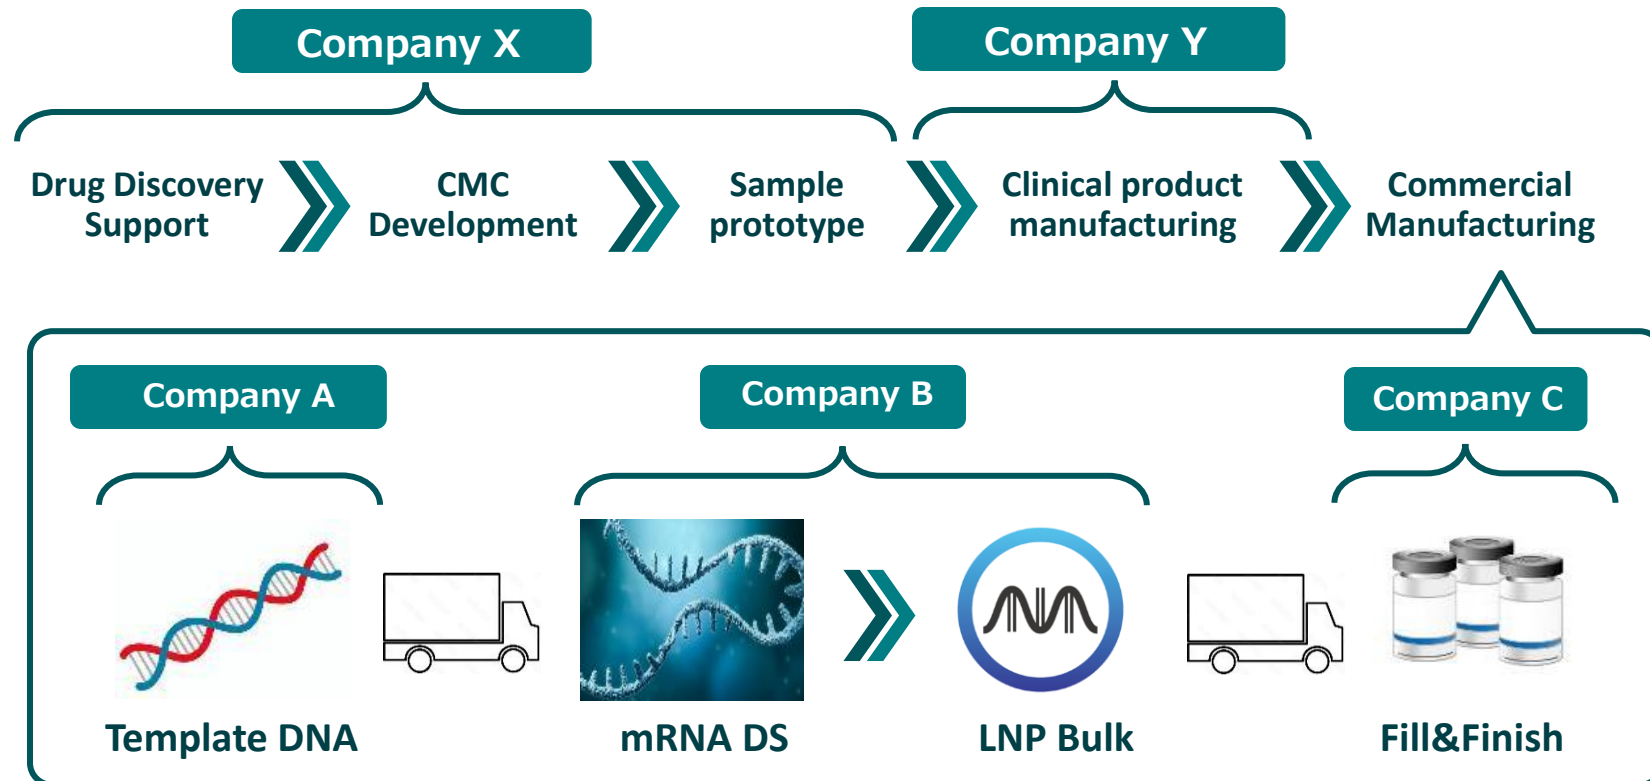 Company X
Company Y
Drug Discovery
Support
CMC
Development
Sample
prototype
Clinical product
manufacturing
Commercial
Manufacturing
Company A
Company B
Company C
Template DNA
mRNA DS
LNP Bulk
Fill&Finish